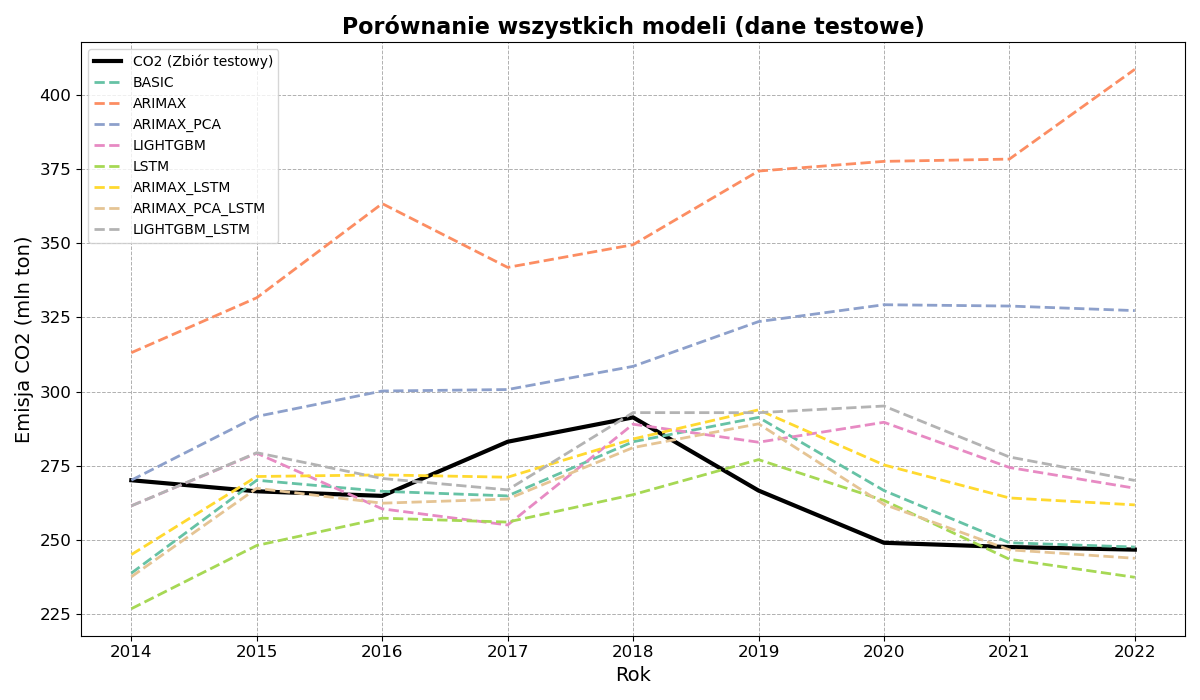 Porównanie wszystkich modeli (dane testowe)
CO2 (Zbiór testowy)
BASIC
ARIMAX
ARIMAX_PCA
LIGHTGBM
LSTM
ARIMAX_LSTM
ARIMAX_PCA_LSTM
LIGHTGBM_LSTM
Emisja CO2 (mln ton)
400
375
350
325
300
275
250
225
2014 2015 2016 2017 2018 2019 2020 2021 2022
Rok